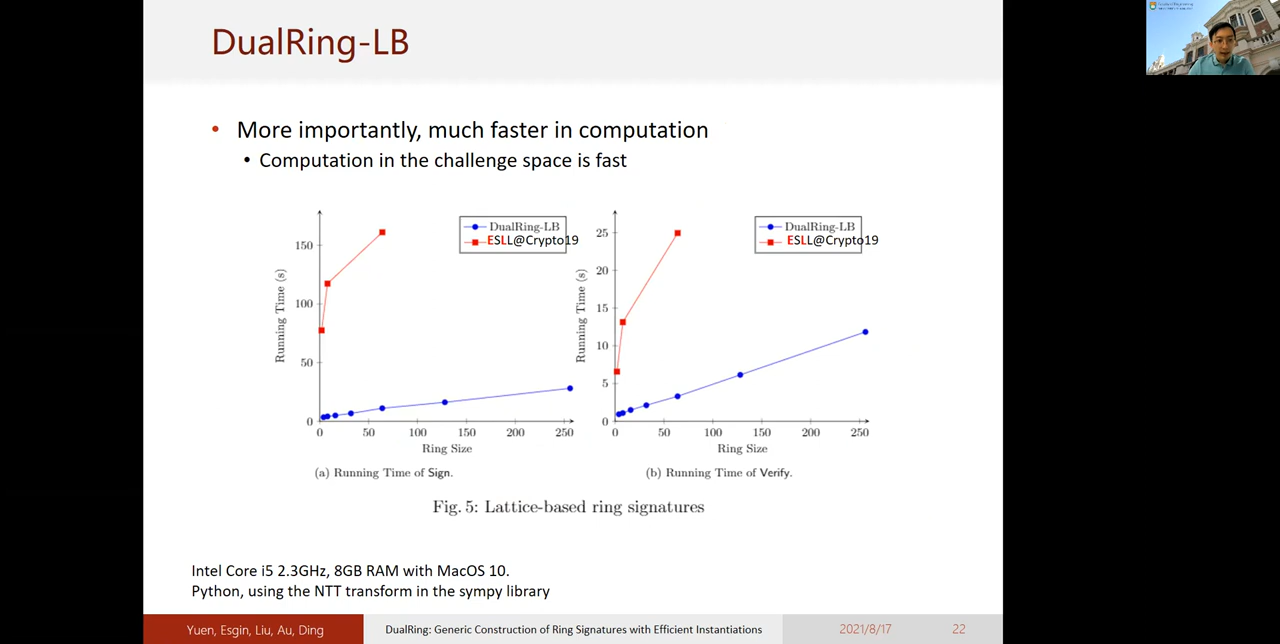 DualRing-LB
• More importantly, much faster in computation
• Computation in the challenge space is fast
DualRing-LB
ESLL@Crypto19
150
100
50
0
0 50 100 150 200 250
Running Time (s)
Ring Size
(a) Running Time of Sign.
DualRing-LB
ESLL@Crypto19
25
20
15
10
5
0
0 50 100 150 200 250
Running Time (s)
Ring Size
(b) Running Time of Verify.
Fig. 5: Lattice-based ring signatures
Intel Core i5 2.3GHz, 8GB RAM with MacOS 10.
Python, using the NTT transform in the sympy library
Yuen, Esgin, Liu, Au, Ding
DualRing: Generic Construction of Ring Signatures with Efficient Instantiations
2021/8/17
22